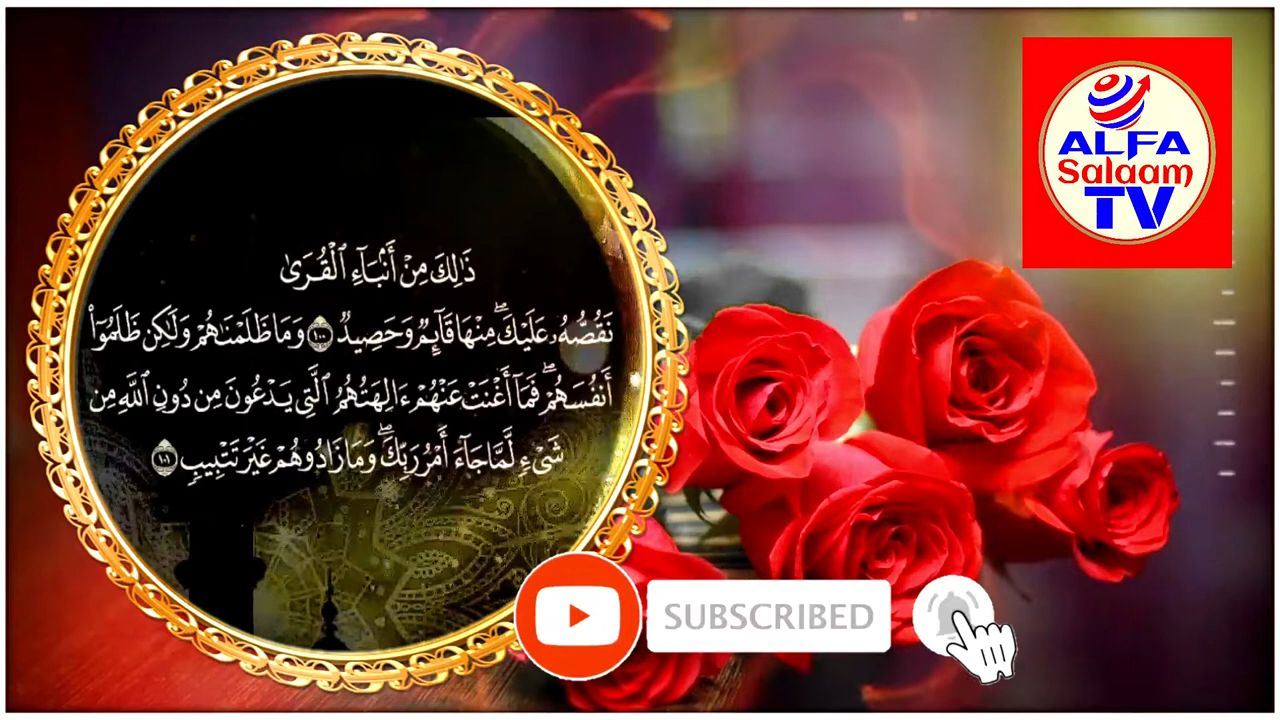 ذَٰلِكَ مِنْ أَنۢبَآءِ ٱلْقُرَىٰ
نَقُصُّهُۥ عَلَيْكَ ۖ مِنْهَا قَآئِمٌ وَحَصِيدٌ ١٠٠ وَمَا ظَلَمْنَٰهُمْ وَلَٰكِن ظَلَمُوٓا۟
أَنفُسَهُمْ ۖ فَمَآ أَغْنَتْ عَنْهُمْ ءَالِهَتُهُمُ ٱلَّتِى يَدْعُونَ مِن دُونِ ٱللَّهِ مِن
شَىْءٍ لَّمَّا جَآءَ أَمْرُ رَبِّكَ ۖ وَمَا زَادُوهُمْ غَيْرَ تَتْبِيبٍ ١٠١
ALFA
Salaam
TV
SUBSCRIBED